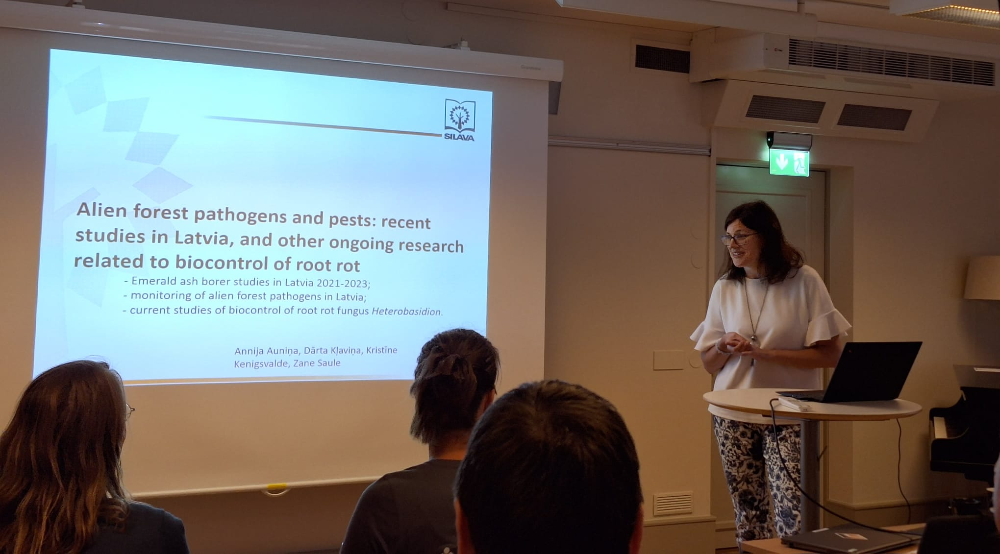 SILAVA
Alien forest pathogens and pests: recent
studies in Latvia, and other ongoing research
related to biocontrol of root rot
- Emerald ash borer studies in Latvia 2021-2023;
- monitoring of alien forest pathogens in Latvia;
- current studies of biocontrol of root rot fungus Heterobasidion.
Annija Auniņa, Dārta Kļaviņa, Kristīne
Kenigsvalde, Zane Saule